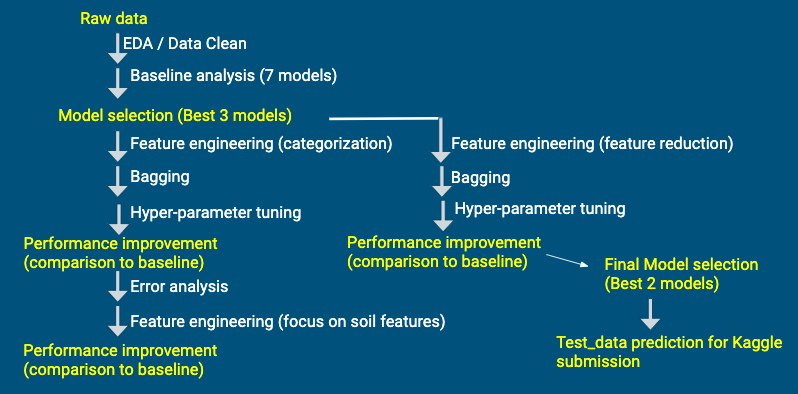 Raw data
EDA / Data Clean
Baseline analysis (7 models)
Model selection (Best 3 models)
Feature engineering (categorization)
Bagging
Hyper-parameter tuning
Performance improvement
(comparison to baseline)
Error analysis
Feature engineering (focus on soil features)
Performance improvement
(comparison to baseline)
Feature engineering (feature reduction)
Bagging
Hyper-parameter tuning
Performance improvement
(comparison to baseline)
Final Model selection
(Best 2 models)
Test_data prediction for Kaggle
submission